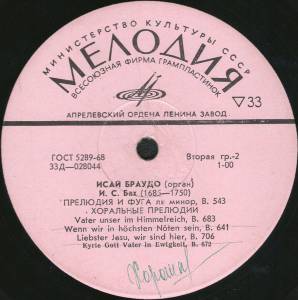 МИНИСТЕРСТВО КУЛЬТУРЫ СССР
МЕЛОДИЯ
ВСЕСОЮЗНАЯ ФИРМА ГРАМПЛАСТИНОК
АПРЕЛЕВСКИЙ ОРДЕНА ЛЕНИНА ЗАВОД
▽33
ГОСТ 5289-68
33Д—028044
Вторая гр.-2
1-00
ИСАЙ БРАУДО (орган)
И. С. Бах (1685—1750)
ПРЕЛЮДИЯ И ФУГА ля минор, В. 543
ХОРАЛЬНЫЕ ПРЕЛЮДИИ
Vater unser im Himmelreich, В. 683
Wenn wir in höchsten Nöten sein, В. 641
Liebster Jesu, wir sind hier, В. 706
Kyrie Gott Vater in Ewigkeit, В. 672